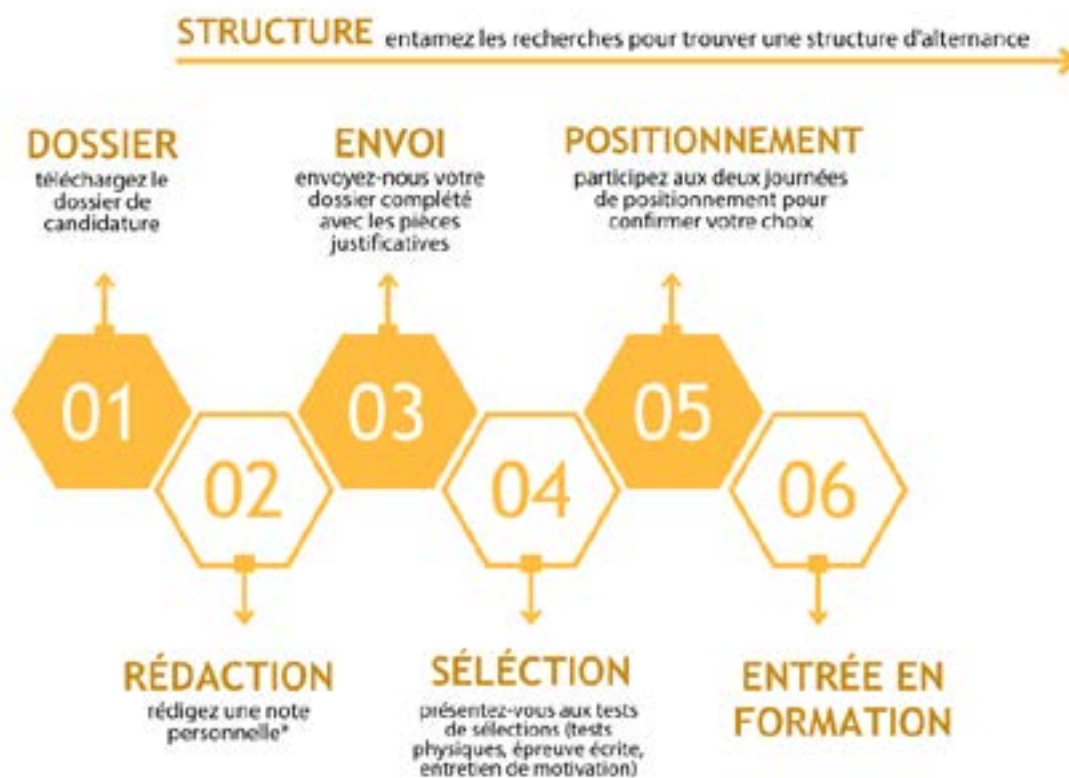 STRUCTURE entamez les recherches pour trouver une structure d'alternance
DOSSIER
téléchargez le
dossier de
candidature
ENVOI
envoyez-nous votre
dossier complété
avec les pièces
justificatives
POSITIONNEMENT
participez aux deux journées
de positionnement pour
confirmer votre choix
01
02
03
04
05
06
RÉDACTION
rédigez une note
personnelle*
SÉLÉCTION
présentez-vous aux tests
de sélections (tests
physiques, épreuve écrite,
entretien de motivation)
ENTRÉE EN
FORMATION